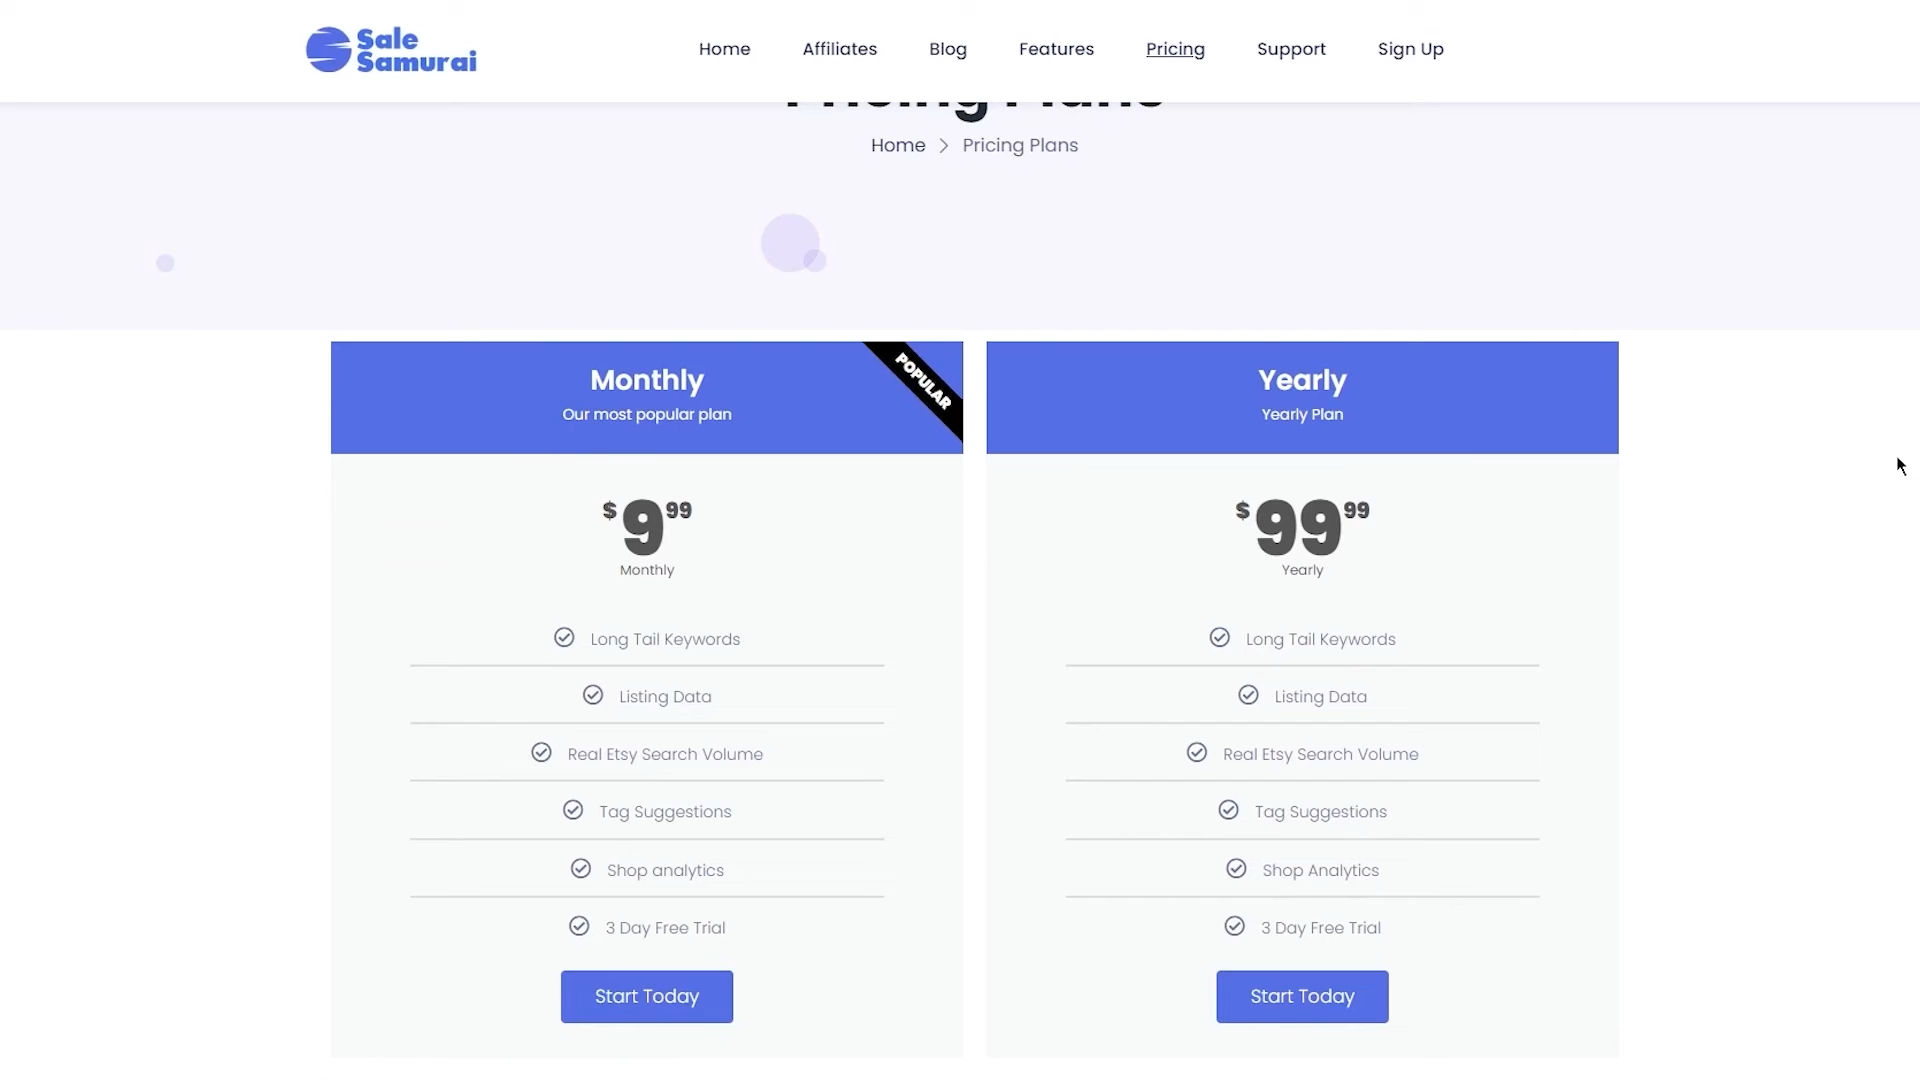 Sale
Samurai
Home
Affiliates
Blog
Features
Pricing
Support
Sign Up
Pricing Plans
Home > Pricing Plans
POPULAR
Monthly
Our most popular plan
$9 99
Monthly
Long Tail Keywords
Listing Data
Real Etsy Search Volume
Tag Suggestions
Shop analytics
3 Day Free Trial
Start Today
Yearly
Yearly Plan
$99 99
Yearly
Long Tail Keywords
Listing Data
Real Etsy Search Volume
Tag Suggestions
Shop Analytics
3 Day Free Trial
Start Today